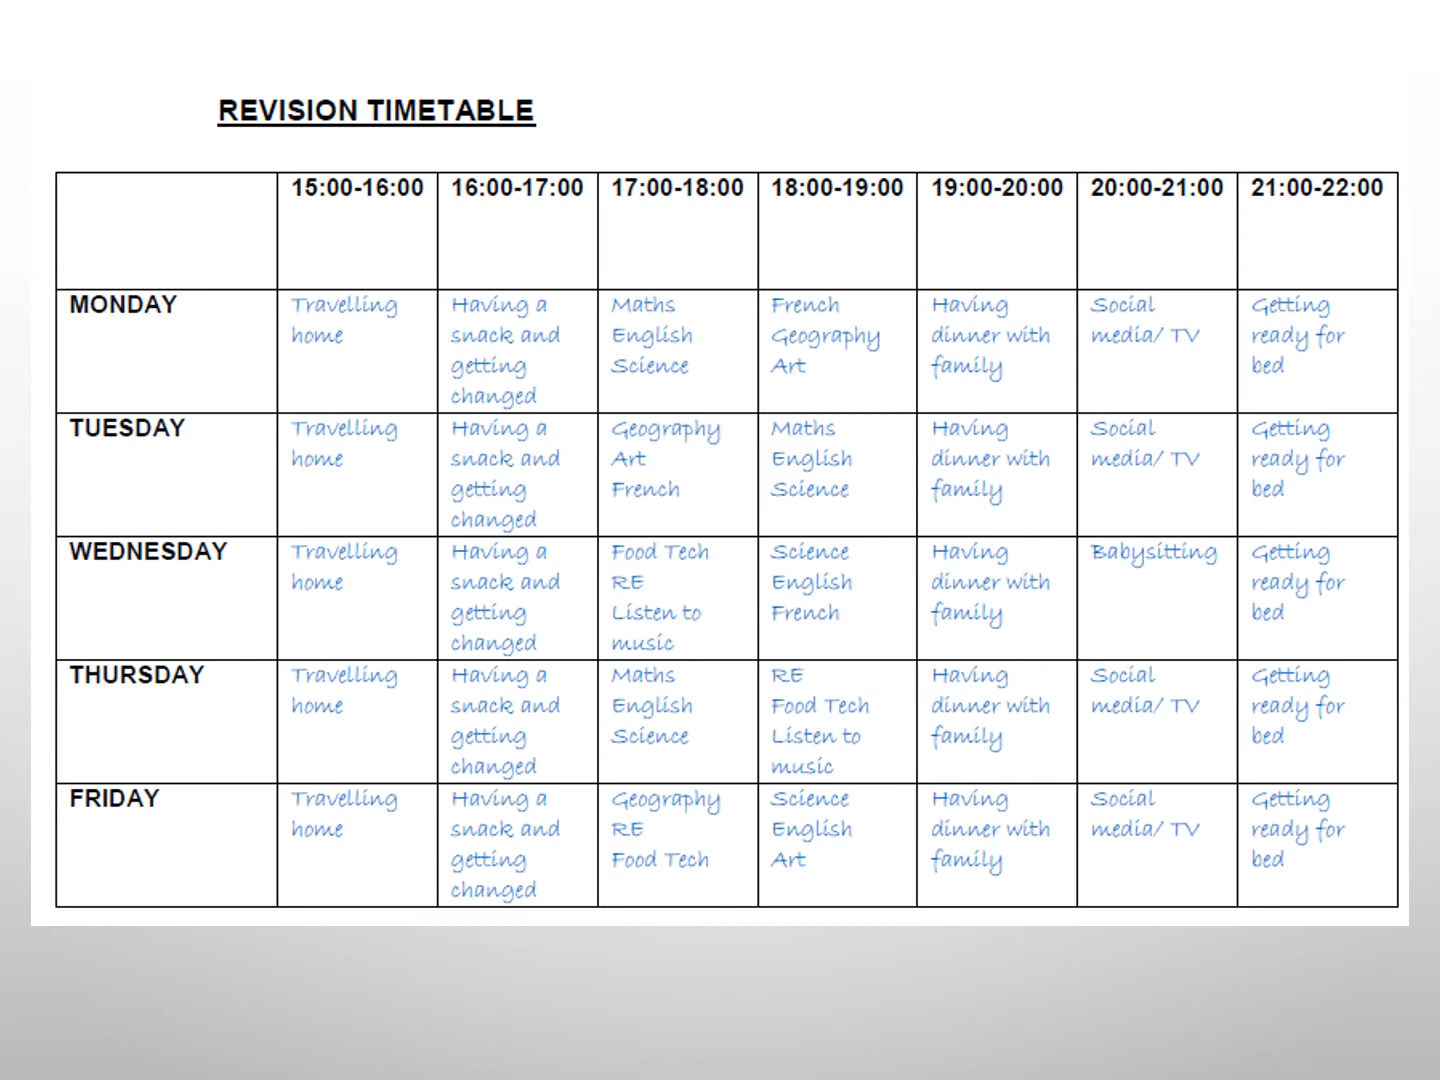 REVISION TIMETABLE
15:00-16:00 16:00-17:00 17:00-18:00 18:00-19:00 19:00-20:00 20:00-21:00 21:00-22:00
MONDAY Travelling Having a Maths French Having Social Getting
home snack and English Geography dinner with media/ TV ready for
getting Science Art family bed
changed
TUESDAY Travelling Having a Geography Maths Having Social Getting
home snack and Art English dinner with media/ TV ready for
getting French Science family bed
changed
WEDNESDAY Travelling Having a Food Tech Science Having Babysitting Getting
home snack and RE English dinner with ready for
getting Listen to French family bed
changed music
THURSDAY Travelling Having a Maths RE Having Social Getting
home snack and English Food Tech dinner with media/ TV ready for
getting Science Listen to family bed
changed music
FRIDAY Travelling Having a Geography Science Having Social Getting
home snack and RE English dinner with media/ TV ready for
getting Food Tech Art family bed
changed